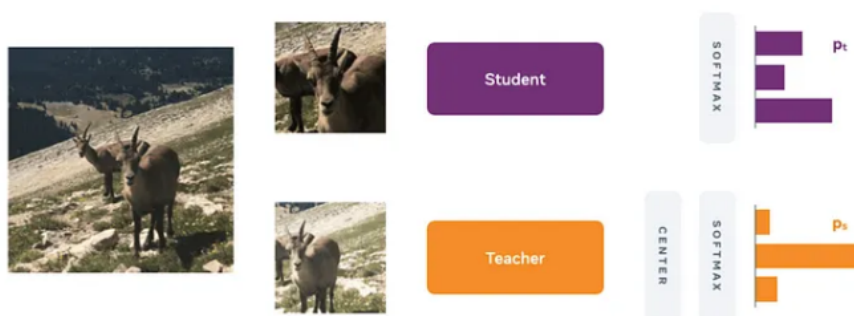 Student
SOFTMAX
pt
Teacher
CENTER
SOFTMAX
ps